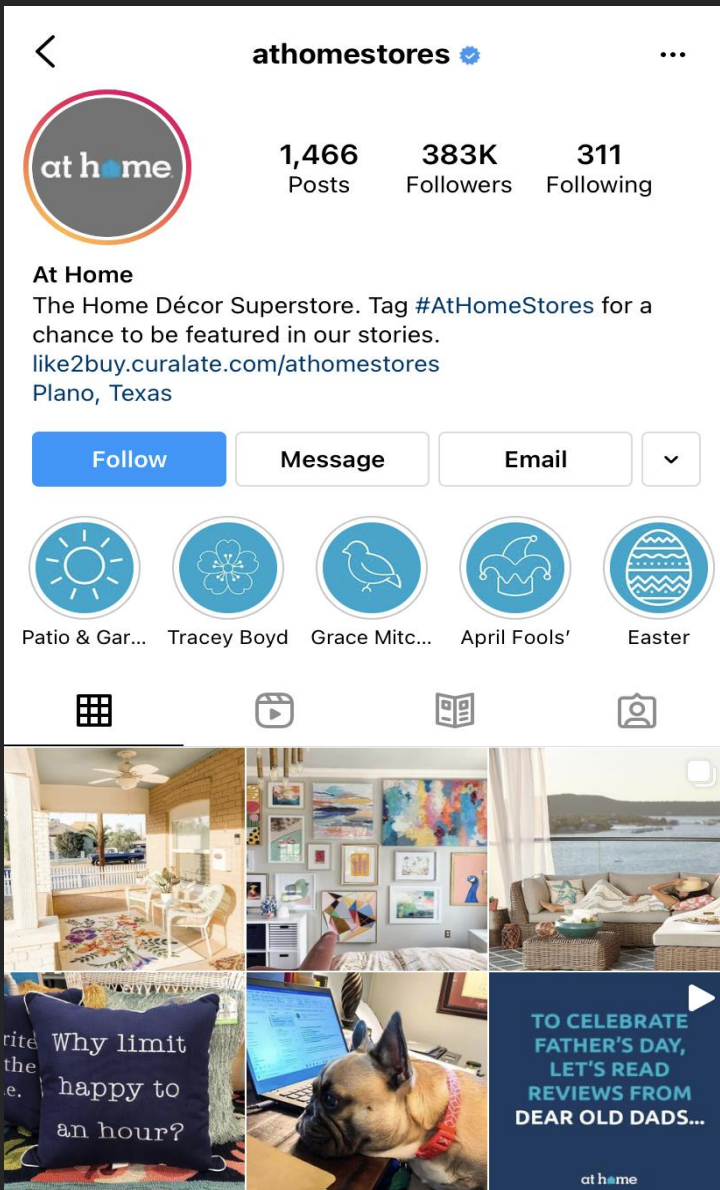 athomestores
at home
1,466 383K 311
Posts Followers Following
At Home
The Home Décor Superstore. Tag #AtHomeStores for a
chance to be featured in our stories.
like2buy.curalate.com/athomestores
Plano, Texas
Follow Message Email
Patio & Gar... Tracey Boyd Grace Mitc... April Fools' Easter
rite
the
e.
Why limit
happy to
an hour?
TO CELEBRATE
FATHER'S DAY,
LET'S READ
REVIEWS FROM
DEAR OLD DADS...
at home